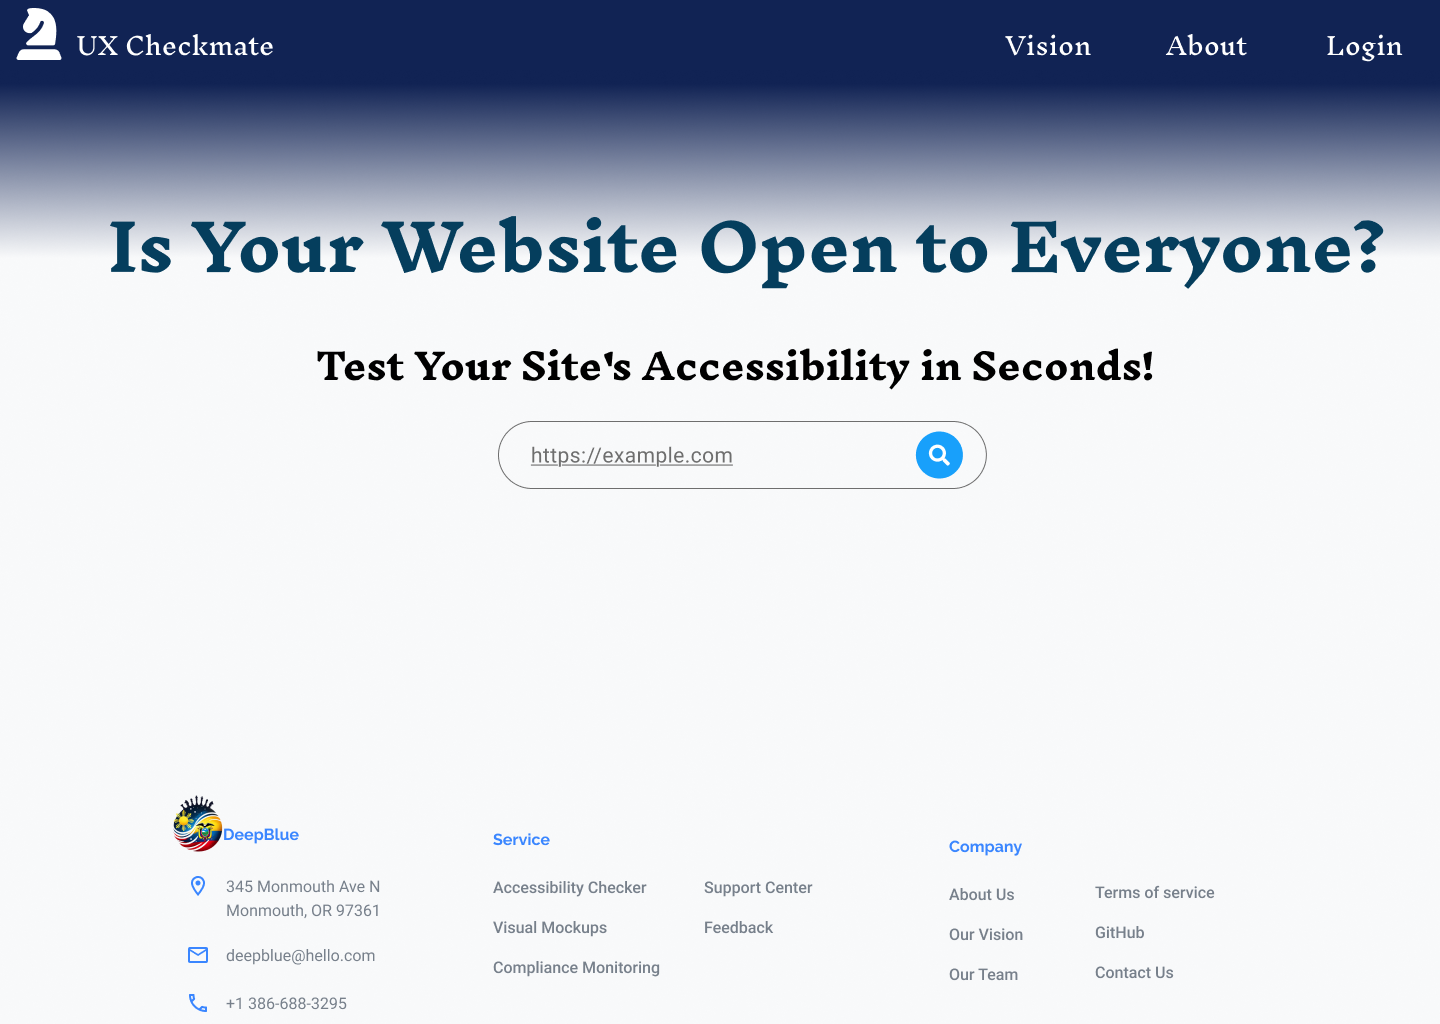 UX Checkmate
Vision
About
Login
Is Your Website Open to Everyone?
Test Your Site's Accessibility in Seconds!
https://example.com
DeepBlue
345 Monmouth Ave N
Monmouth, OR 97361
deepblue@hello.com
+1 386-688-3295
Service
Accessibility Checker
Visual Mockups
Compliance Monitoring
Support Center
Feedback
Company
About Us
Our Vision
Our Team
Terms of service
GitHub
Contact Us